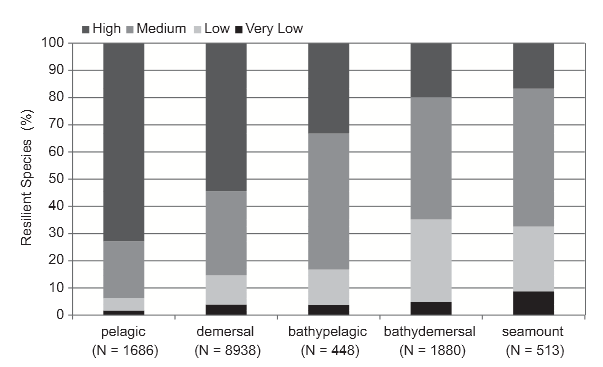 High Medium Low Very Low
100
90
80
70
60
50
40
30
20
10
0
Resilient Species (%)
pelagic demersal bathypelagic bathydemersal seamount
(N = 1686) (N = 8938) (N = 448) (N = 1880) (N = 513)